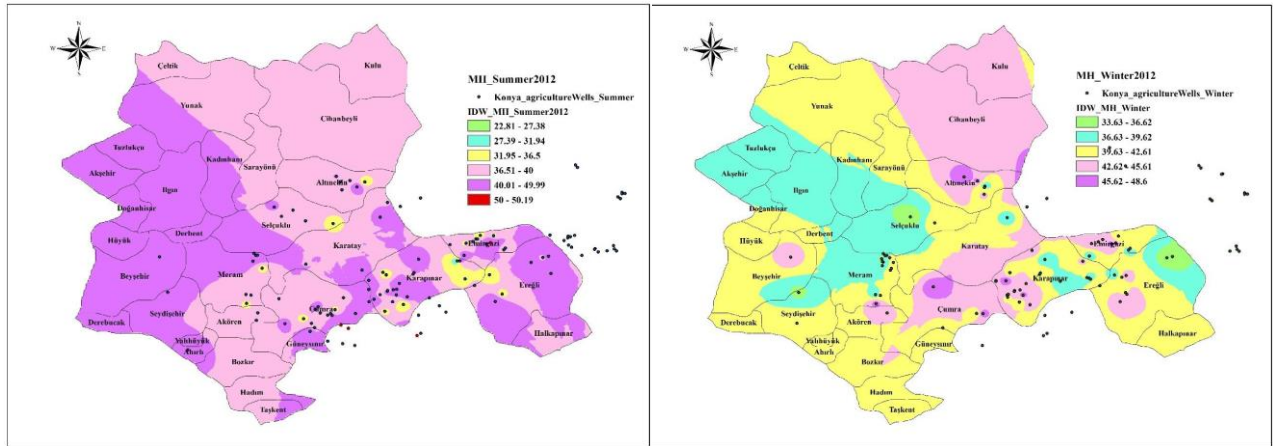 N
W E
S
Çeltik
Kulu
Yunak
Cihanbeyli
Tuzlukçu
Kadınhanı
Sarayönü
Akşehir
Ilgın
Altınekin
Doğanhisar
Selçuklu
Hüyük
Derbent
Karatay
Emirgazi
Beyşehir
Meram
Karapınar
Ereğli
Seydişehir
Çumra
Derebucak
Akören
Halkapınar
Yalıhüyük
Ahırlı
Güneysınır
Bozkır
Hadım
Taşkent
MH_Summer2012
Konya_agricultureWells_Summer
IDW_MH_Summer2012
22.81 - 27.38
27.39 - 31.94
31.95 - 36.5
36.51 - 40
40.01 - 49.99
50 - 50.19
N
W E
S
Çeltik
Kulu
Yunak
Cihanbeyli
Tuzlukçu
Kadınhanı
Sarayönü
Akşehir
Ilgın
Altınekin
Doğanhisar
Selçuklu
Hüyük
Derbent
Karatay
Emirgazi
Beyşehir
Meram
Karapınar
Ereğli
Seydişehir
Çumra
Derebucak
Akören
Halkapınar
Yalıhüyük
Ahırlı
Güneysınır
Bozkır
Hadım
Taşkent
MH_Winter2012
Konya_agricultureWells_Winter
IDW_MH_Winter
33.63 - 36.62
36.63 - 39.62
39.63 - 42.61
42.62 - 45.61
45.62 - 48.6